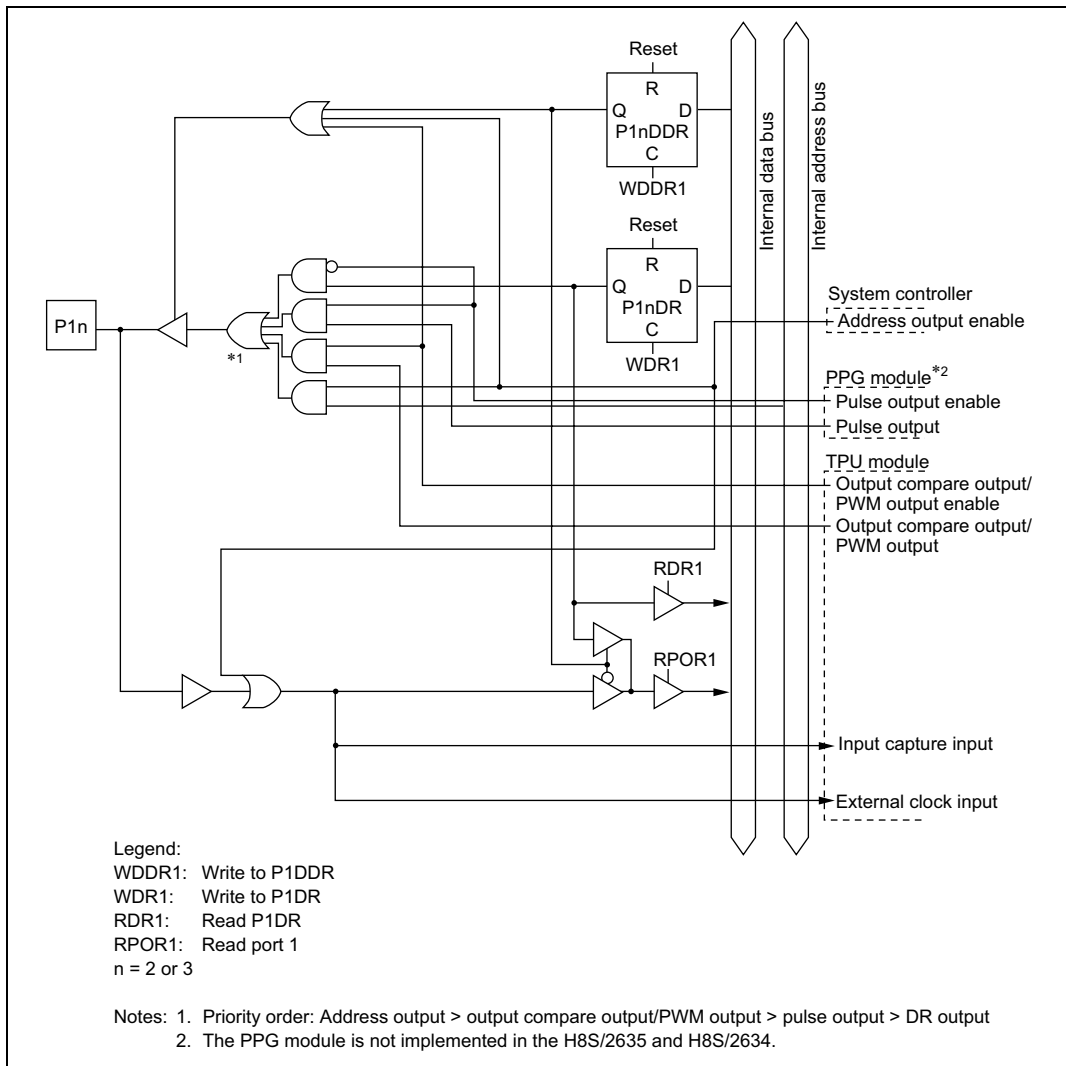 Reset
R
Q D
P1nDDR
C
WDDR1
Internal data bus
Internal address bus
Reset
R
Q D
P1nDR
C
WDR1
P1n
*1
System controller
Address output enable
PPG module*2
Pulse output enable
Pulse output
TPU module
Output compare output/
PWM output enable
Output compare output/
PWM output
RDR1
RPOR1
Input capture input
External clock input
Legend:
WDDR1: Write to P1DDR
WDR1: Write to P1DR
RDR1: Read P1DR
RPOR1: Read port 1
n = 2 or 3
Notes: 1. Priority order: Address output > output compare output/PWM output > pulse output > DR output
2. The PPG module is not implemented in the H8S/2635 and H8S/2634.